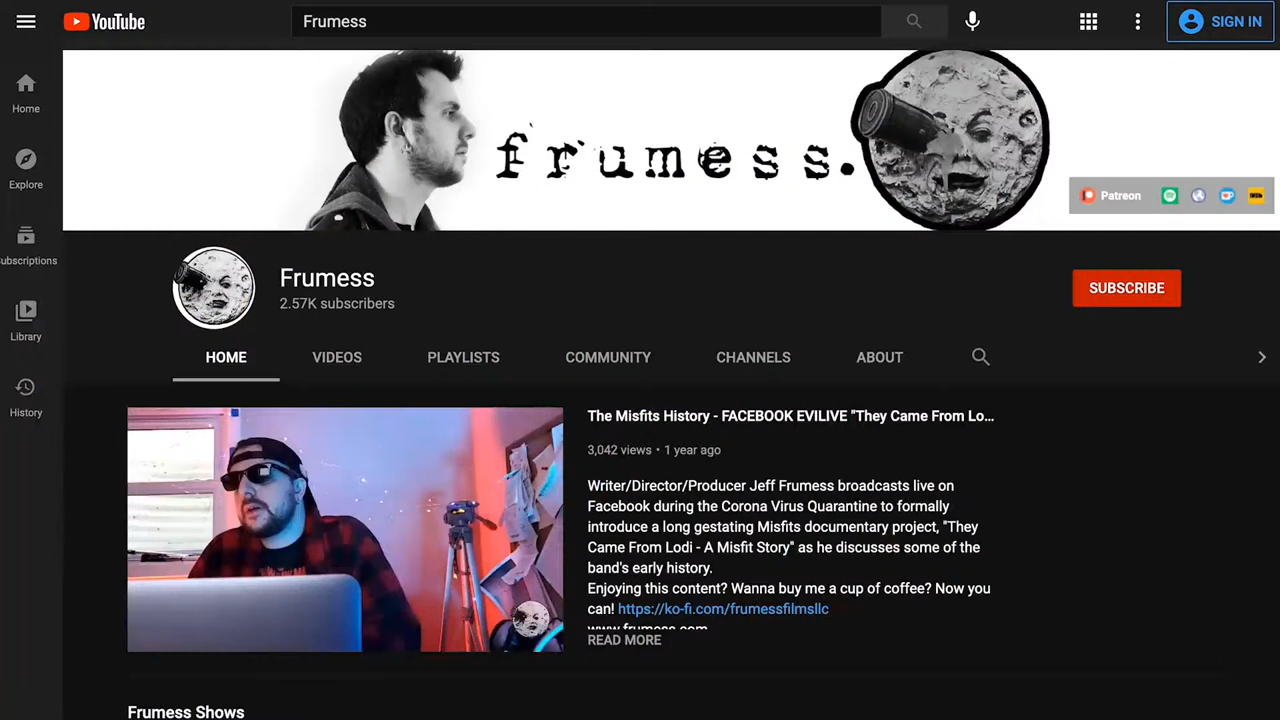 YouTube
Frumess
SIGN IN
Home
Explore
ubscriptions
Library
History
frumess.
Patreon
Frumess
2.57K subscribers
SUBSCRIBE
HOME VIDEOS PLAYLISTS COMMUNITY CHANNELS ABOUT
The Misfits History - FACEBOOK EVILIVE "They Came From Lo...
3,042 views • 1 year ago
Writer/Director/Producer Jeff Frumess broadcasts live on
Facebook during the Corona Virus Quarantine to formally
introduce a long gestating Misfits documentary project, "They
Came From Lodi - A Misfit Story" as he discusses some of the
band's early history.
Enjoying this content? Wanna buy me a cup of coffee? Now you
can! https://ko-fi.com/frumessfilmsllc
www.frumess.com
READ MORE
Frumess Shows